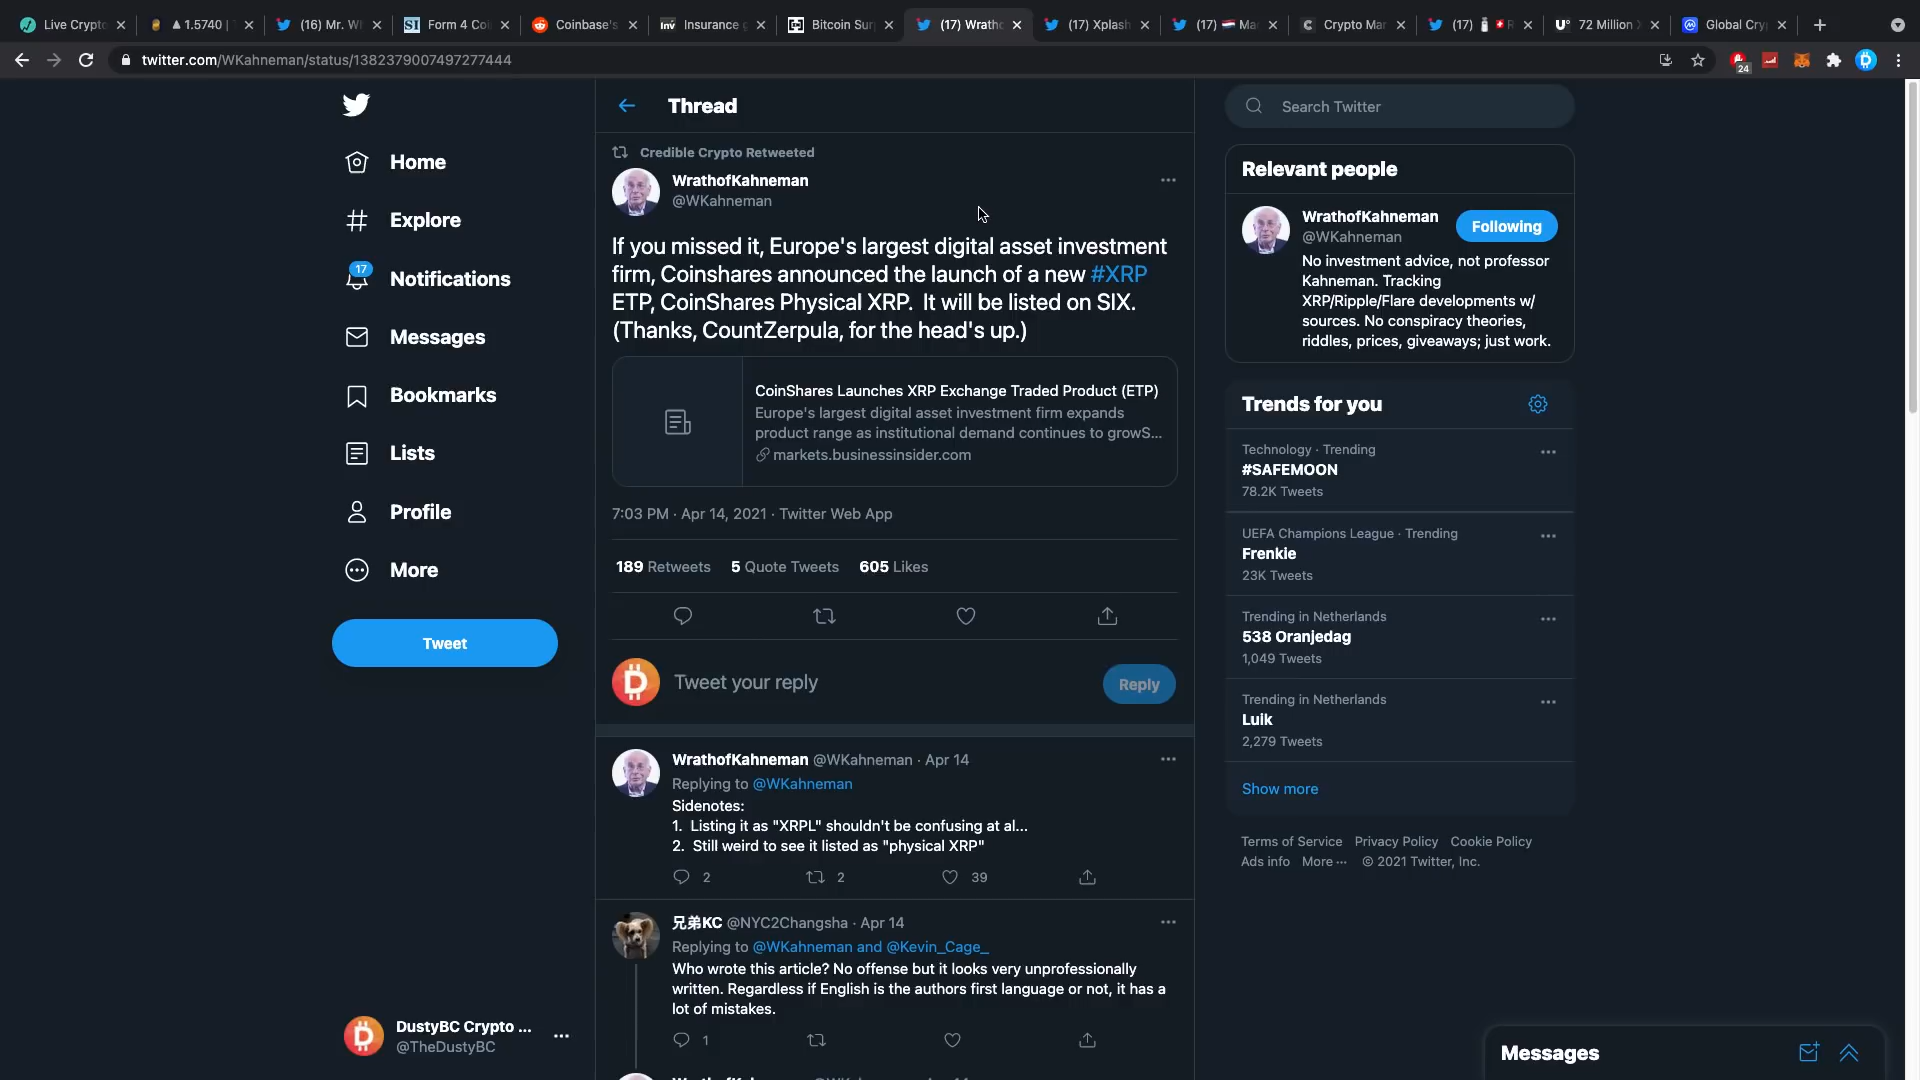 Live Crypto
1.5740 |
(16) Mr. Wh
Form 4 Coi
Coinbase's
Insurance g
Bitcoin Sur
(17) Wratho
(17) Xplash
(17)
Ma
Crypto Mar
(17)
72 Million X
Global Cry
twitter.com/WKahneman/status/1382379007497277444
24
Home
Explore
17
Notifications
Messages
Bookmarks
Lists
Profile
More
Tweet
DustyBC Crypto ...
@TheDustyBC
Thread
Credible Crypto Retweeted
WrathofKahneman
@WKahneman
If you missed it, Europe's largest digital asset investment
firm, Coinshares announced the launch of a new #XRP
ETP, CoinShares Physical XRP.  It will be listed on SIX.
(Thanks, CountZerpula, for the head's up.)
CoinShares Launches XRP Exchange Traded Product (ETP)
Europe's largest digital asset investment firm expands
product range as institutional demand continues to growS...
markets.businessinsider.com
7:03 PM · Apr 14, 2021 · Twitter Web App
189 Retweets 5 Quote Tweets 605 Likes
Tweet your reply
Reply
WrathofKahneman @WKahneman · Apr 14
Replying to @WKahneman
Sidenotes:
1.  Listing it as "XRPL" shouldn't be confusing at al...
2.  Still weird to see it listed as "physical XRP"
2 2 39
兄弟KC @NYC2Changsha · Apr 14
Replying to @WKahneman and @Kevin_Cage_
Who wrote this article? No offense but it looks very unprofessionally
written. Regardless if English is the authors first language or not, it has a
lot of mistakes.
1
Search Twitter
Relevant people
WrathofKahneman
@WKahneman
Following
No investment advice, not professor
Kahneman. Tracking
XRP/Ripple/Flare developments w/
sources. No conspiracy theories,
riddles, prices, giveaways; just work.
Trends for you
Technology · Trending
#SAFEMOON
78.2K Tweets
UEFA Champions League · Trending
Frenkie
23K Tweets
Trending in Netherlands
538 Oranjedag
1,049 Tweets
Trending in Netherlands
Luik
2,279 Tweets
Show more
Terms of Service Privacy Policy Cookie Policy
Ads info More ··· © 2021 Twitter, Inc.
Messages